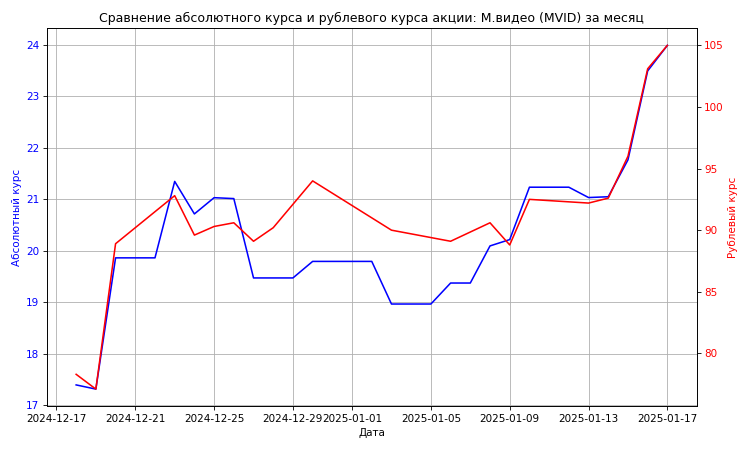 Сравнение абсолютного курса и рублевого курса акции: М.видео (MVID) за месяц
24
23
22
21
20
19
18
17
Абсолютный курс
105
100
95
90
85
80
Рублевый курс
2024-12-17 2024-12-21 2024-12-25 2024-12-29 2025-01-01 2025-01-05 2025-01-09 2025-01-13 2025-01-17
Дата